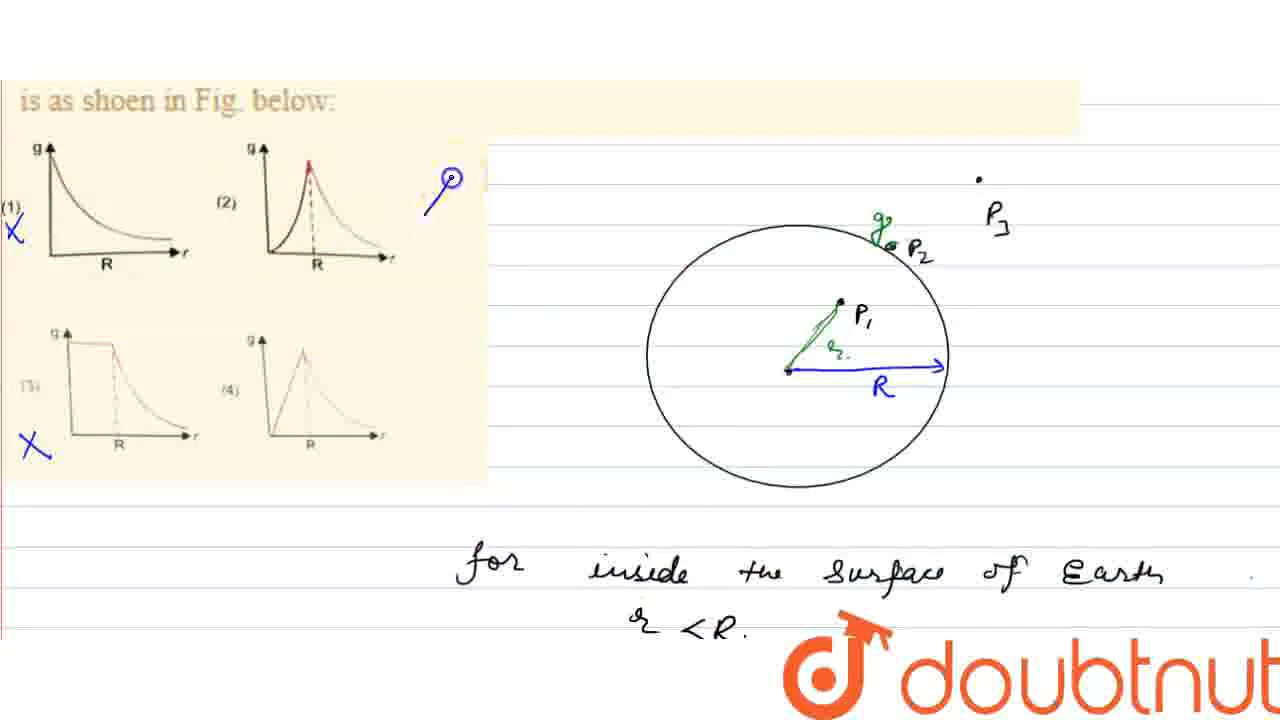 is as shoen in Fig. below:
g
(1)
R
r
X
g
(2)
R
r
g
(3)
R
r
X
g
(4)
R
r
P3
g
P2
P1
r
R
for inside the surface of Earth
r < R.
doubtnut